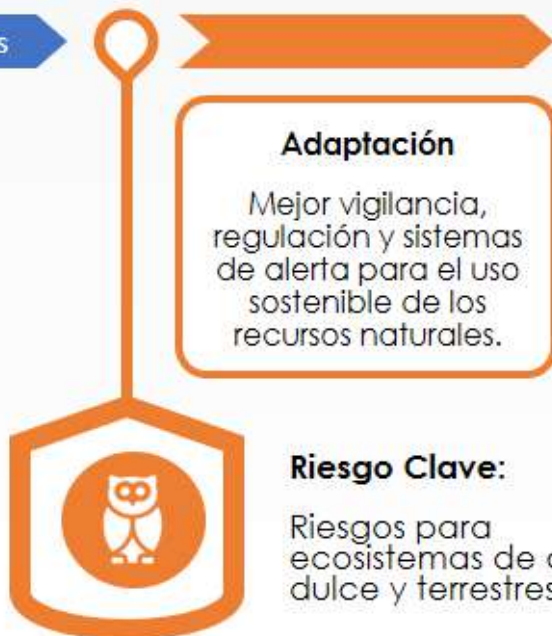 s
Adaptación
Mejor vigilancia,
regulación y sistemas
de alerta para el uso
sostenible de los
recursos naturales.
Riesgo Clave:
Riesgos para
ecosistemas de
dulce y terrestres